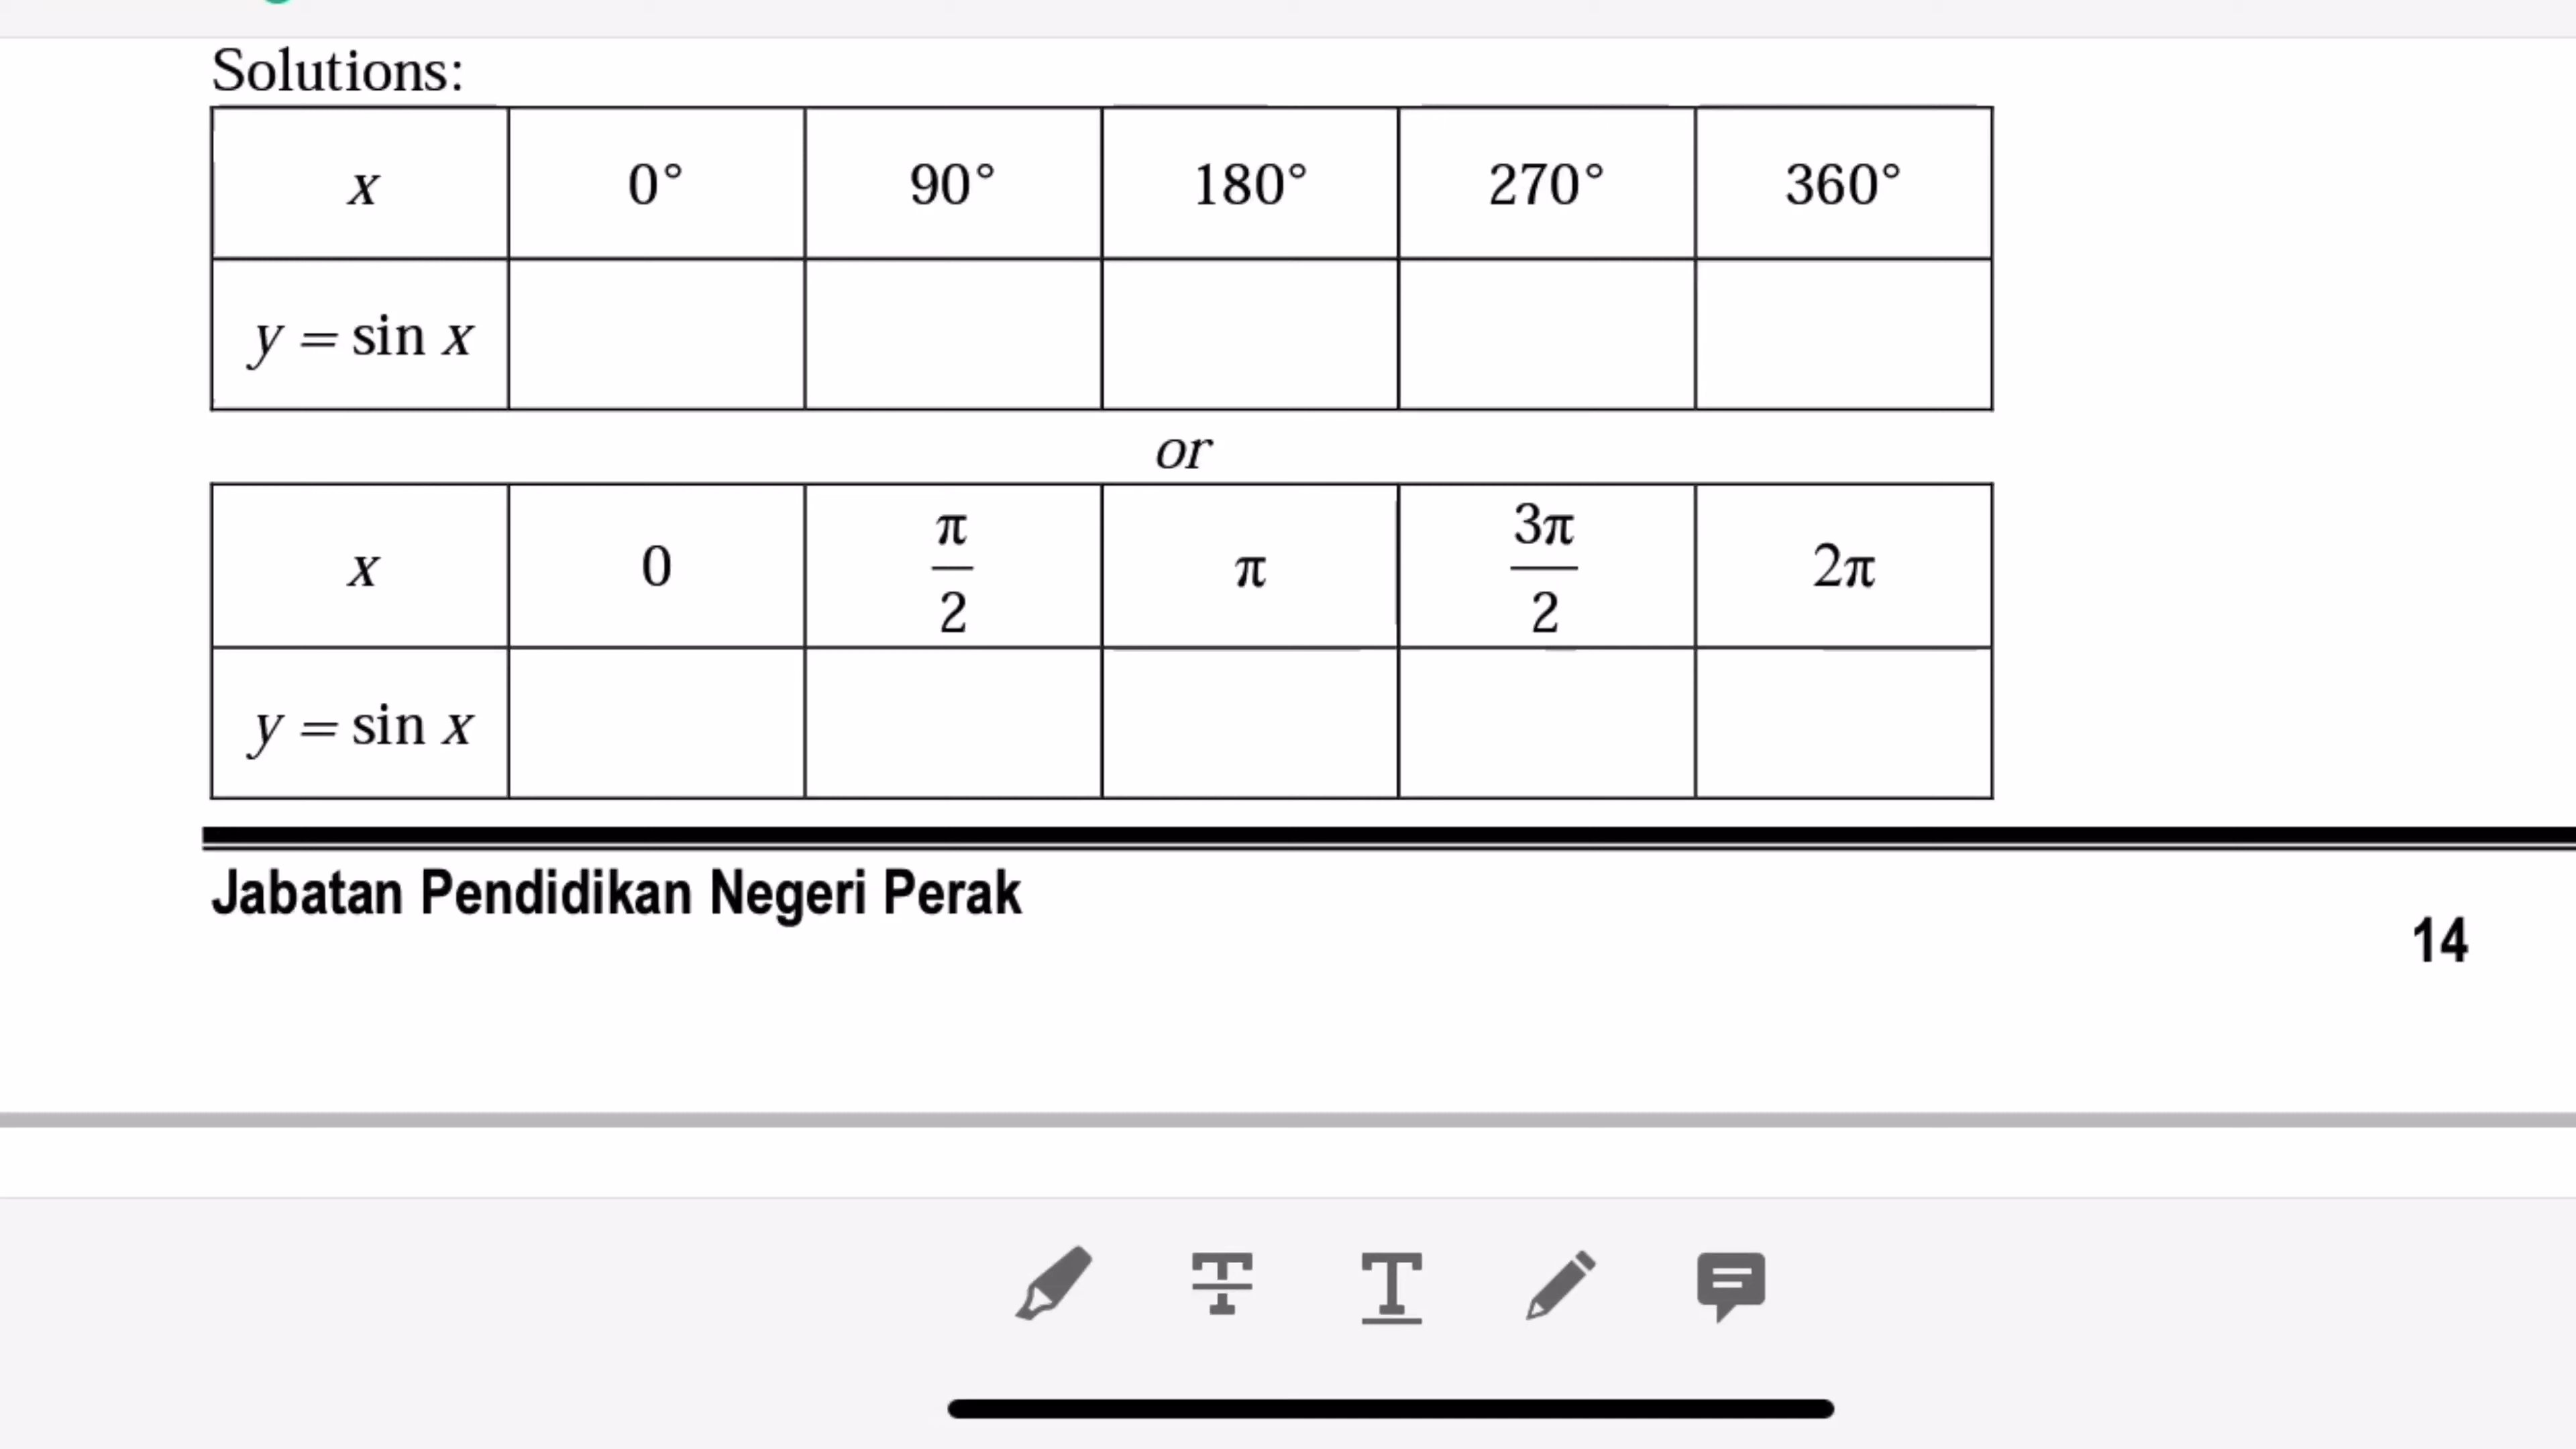 Solutions:
x 0° 90° 180° 270° 360°
y = sin x
or
x 0 π/2 π 3π/2 2π
y = sin x
Jabatan Pendidikan Negeri Perak
14